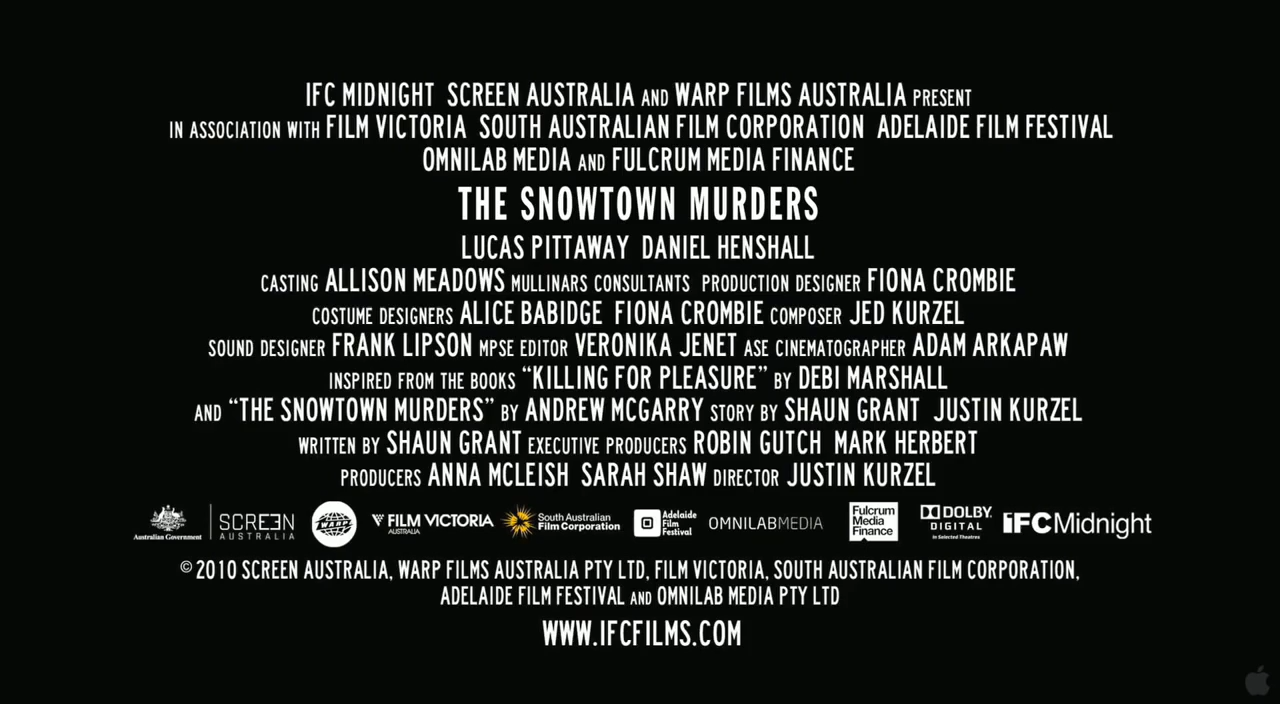 IFC MIDNIGHT SCREEN AUSTRALIA AND WARP FILMS AUSTRALIA PRESENT
IN ASSOCIATION WITH FILM VICTORIA SOUTH AUSTRALIAN FILM CORPORATION ADELAIDE FILM FESTIVAL
OMNILAB MEDIA AND FULCRUM MEDIA FINANCE
THE SNOWTOWN MURDERS
LUCAS PITTAWAY DANIEL HENSHALL
CASTING ALLISON MEADOWS MULLINARS CONSULTANTS PRODUCTION DESIGNER FIONA CROMBIE
COSTUME DESIGNERS ALICE BABIDGE FIONA CROMBIE COMPOSER JED KURZEL
SOUND DESIGNER FRANK LIPSON MPSE EDITOR VERONIKA JENET ASE CINEMATOGRAPHER ADAM ARKAPAW
INSPIRED FROM THE BOOKS “KILLING FOR PLEASURE” BY DEBI MARSHALL
AND “THE SNOWTOWN MURDERS” BY ANDREW MCGARRY STORY BY SHAUN GRANT JUSTIN KURZEL
WRITTEN BY SHAUN GRANT EXECUTIVE PRODUCERS ROBIN GUTCH MARK HERBERT
PRODUCERS ANNA MCLEISH SARAH SHAW DIRECTOR JUSTIN KURZEL
Australian Government
SCREEN
AUSTRALIA
WARP
FILM VICTORIA
AUSTRALIA
South Australian
Film Corporation
Adelaide
Film
Festival
OMNILABMEDIA
Fulcrum
Media
Finance
DOLBY
DIGITAL
In Selected Theatres
IFC Midnight
© 2010 SCREEN AUSTRALIA, WARP FILMS AUSTRALIA PTY LTD, FILM VICTORIA, SOUTH AUSTRALIAN FILM CORPORATION,
ADELAIDE FILM FESTIVAL AND OMNILAB MEDIA PTY LTD
WWW.IFCFILMS.COM